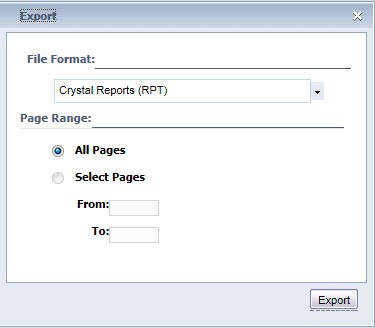 Export
File Format:
Crystal Reports (RPT)
Page Range:
All Pages
Select Pages
From:
To:
Export